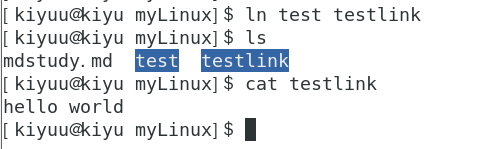 [kiyuu@kiyu myLinux]$ ln test testlink
[kiyuu@kiyu myLinux]$ ls
mdstudy.md  test  testlink
[kiyuu@kiyu myLinux]$ cat testlink
hello world
[kiyuu@kiyu myLinux]$